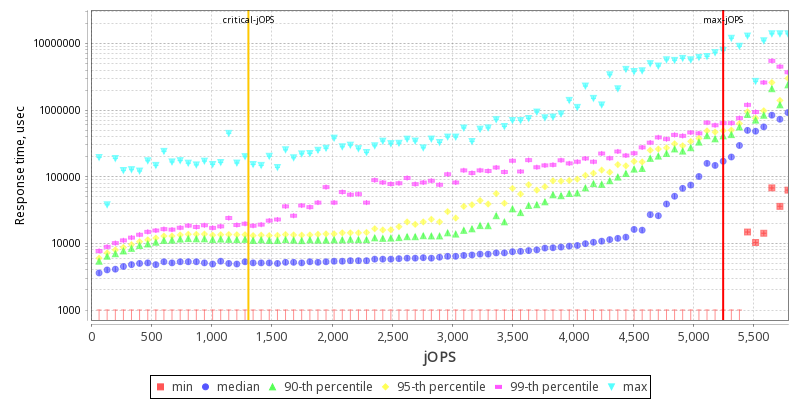 critical-jOPS max-jOPS
10000000
1000000
100000
10000
1000
Response time, usec
0 500 1,000 1,500 2,000 2,500 3,000 3,500 4,000 4,500 5,000 5,500
jOPS
min median 90-th percentile 95-th percentile 99-th percentile max